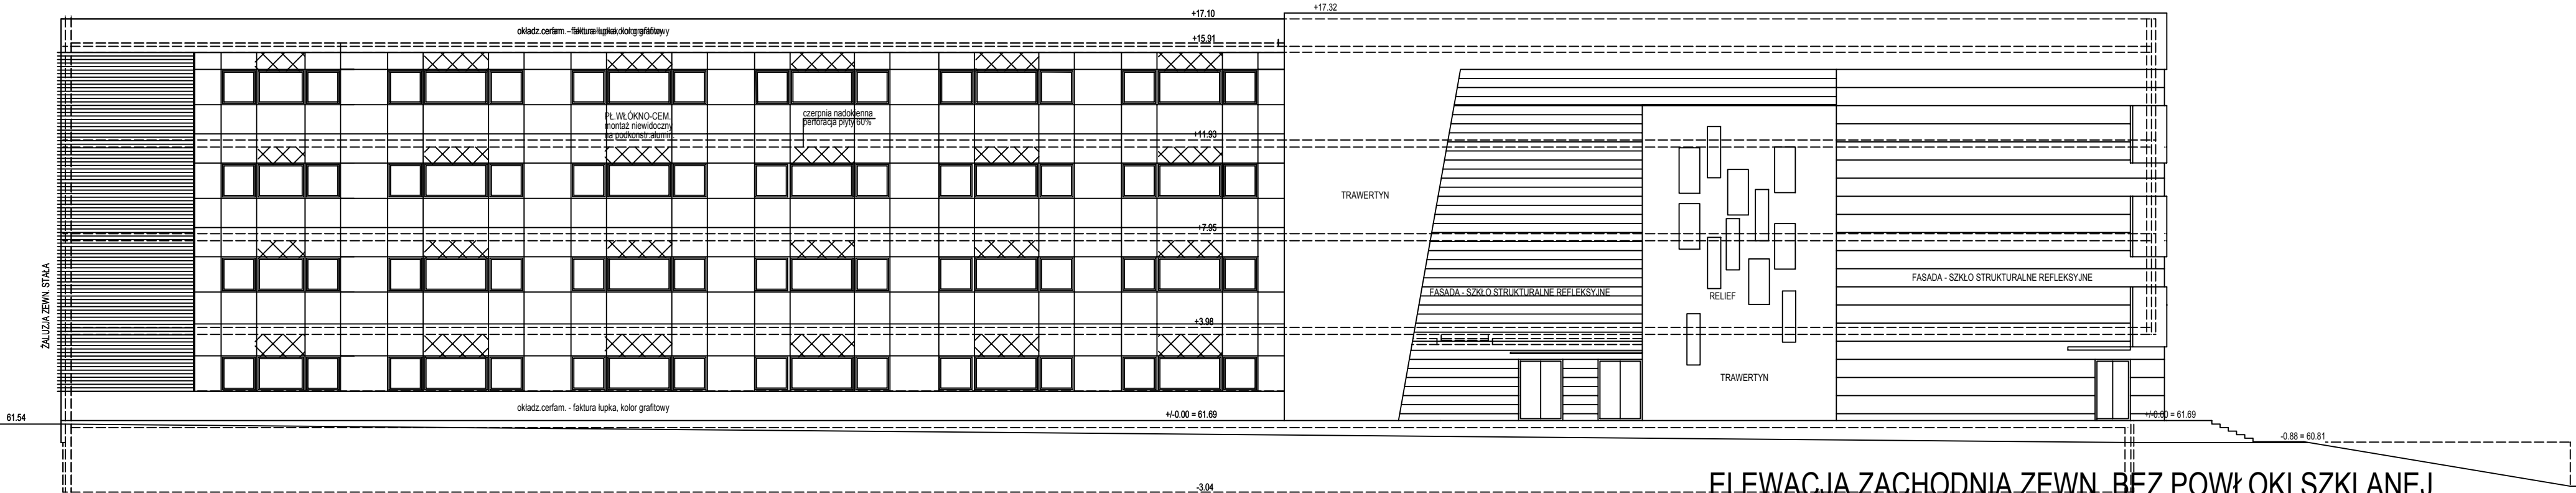 +17.32
+17.10
okładz.cerfam. - faktura łupka, kolor grafitowy
+15.91
PŁ.WŁÓKNO-CEM.
montaż niewidoczny
na podkonstr.alumin
czerpnia nadokienna
perforacja płyty 60%
+11.93
TRAWERTYN
+7.95
ŻALUZJA ZEWN. STAŁA
FASADA - SZKŁO STRUKTURALNE REFLEKSYJNE
RELIEF
FASADA - SZKŁO STRUKTURALNE REFLEKSYJNE
+3.98
TRAWERTYN
okładz.cerfam. - faktura łupka, kolor grafitowy
61.54
+/-0.00 = 61.69
+/-0.00 = 61.69
-0.88 = 60.81
-3.04
ELEWACJA ZACHODNIA ZEWN. BEZ POWŁOKI SZKLANEJ